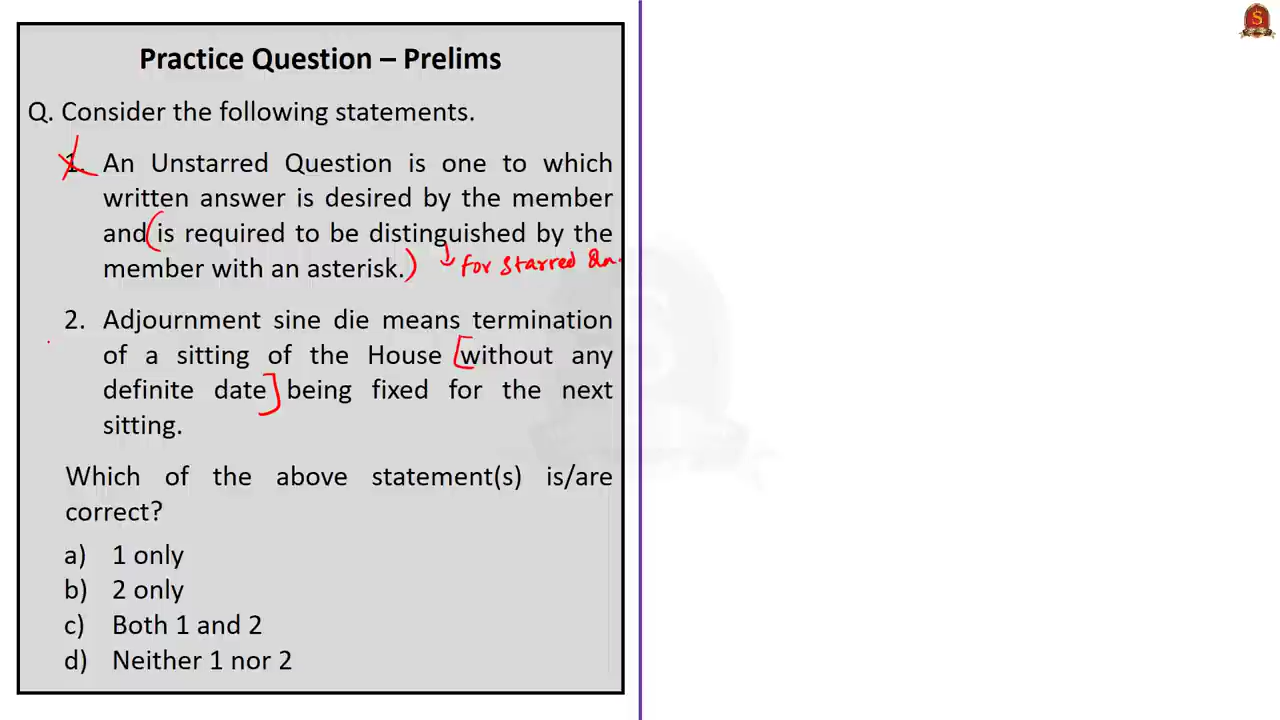 Practice Question – Prelims
Q. Consider the following statements.
1. An Unstarred Question is one to which
written answer is desired by the member
and (is required to be distinguished by the
member with an asterisk.) for Starred Qn.
2. Adjournment sine die means termination
of a sitting of the House [without any
definite date] being fixed for the next
sitting.
Which of the above statement(s) is/are
correct?
a) 1 only
b) 2 only
c) Both 1 and 2
d) Neither 1 nor 2
S